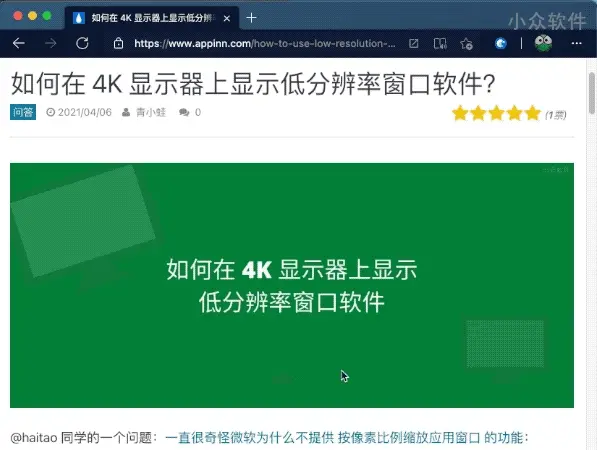 如何在 4K 显示器上显示低分辨率
小众软件
https://www.appinn.com/how-to-use-low-resolution-...
如何在 4K 显示器上显示低分辨率窗口软件?
问答 2021/04/06 青小蛙 0
(1票)
如何在 4K 显示器上显示
低分辨率窗口软件
@haitao 同学的一个问题：一直很奇怪微软为什么不提供 按像素比例缩放应用窗口 的功能：